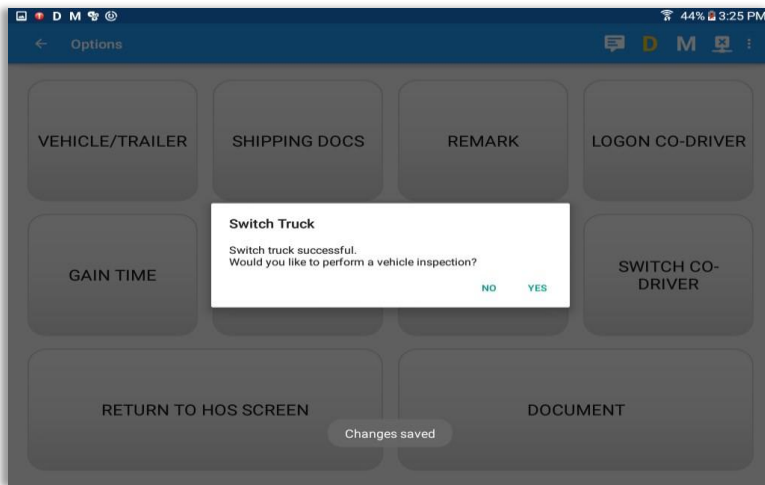 D M 44% 3:25 PM
Options D M
VEHICLE/TRAILER
SHIPPING DOCS
REMARK
LOGON CO-DRIVER
Switch Truck
Switch truck successful.
Would you like to perform a vehicle inspection?
NO YES
GAIN TIME
SWITCH CO-
DRIVER
RETURN TO HOS SCREEN
DOCUMENT
Changes saved